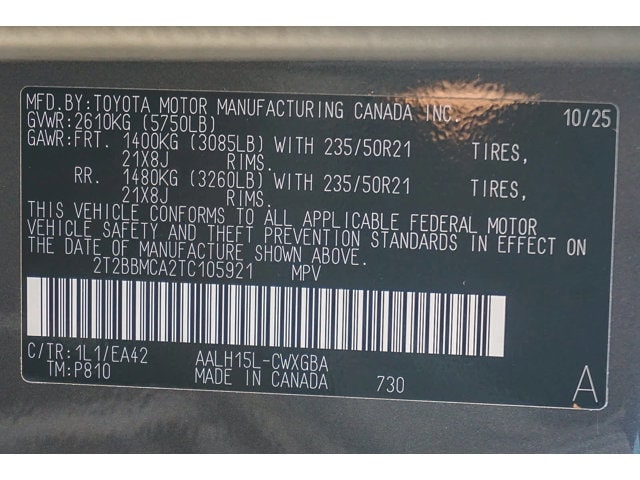 MFD.BY:TOYOTA MOTOR MANUFACTURING CANADA INC. 10/25
GVWR:2610KG (5750LB)
GAWR:FRT. 1400KG (3085LB) WITH 235/50R21 TIRES,
21X8J RIMS.
RR. 1480KG (3260LB) WITH 235/50R21 TIRES,
21X8J RIMS.
THIS VEHICLE CONFORMS TO ALL APPLICABLE FEDERAL MOTOR
VEHICLE SAFETY AND THEFT PREVENTION STANDARDS IN EFFECT ON
THE DATE OF MANUFACTURE SHOWN ABOVE.
2T2BBMCA2TC105921 MPV
C/TR:1L1/EA42 AALH15L-CWXGBA
TM:P810 MADE IN CANADA 730 A